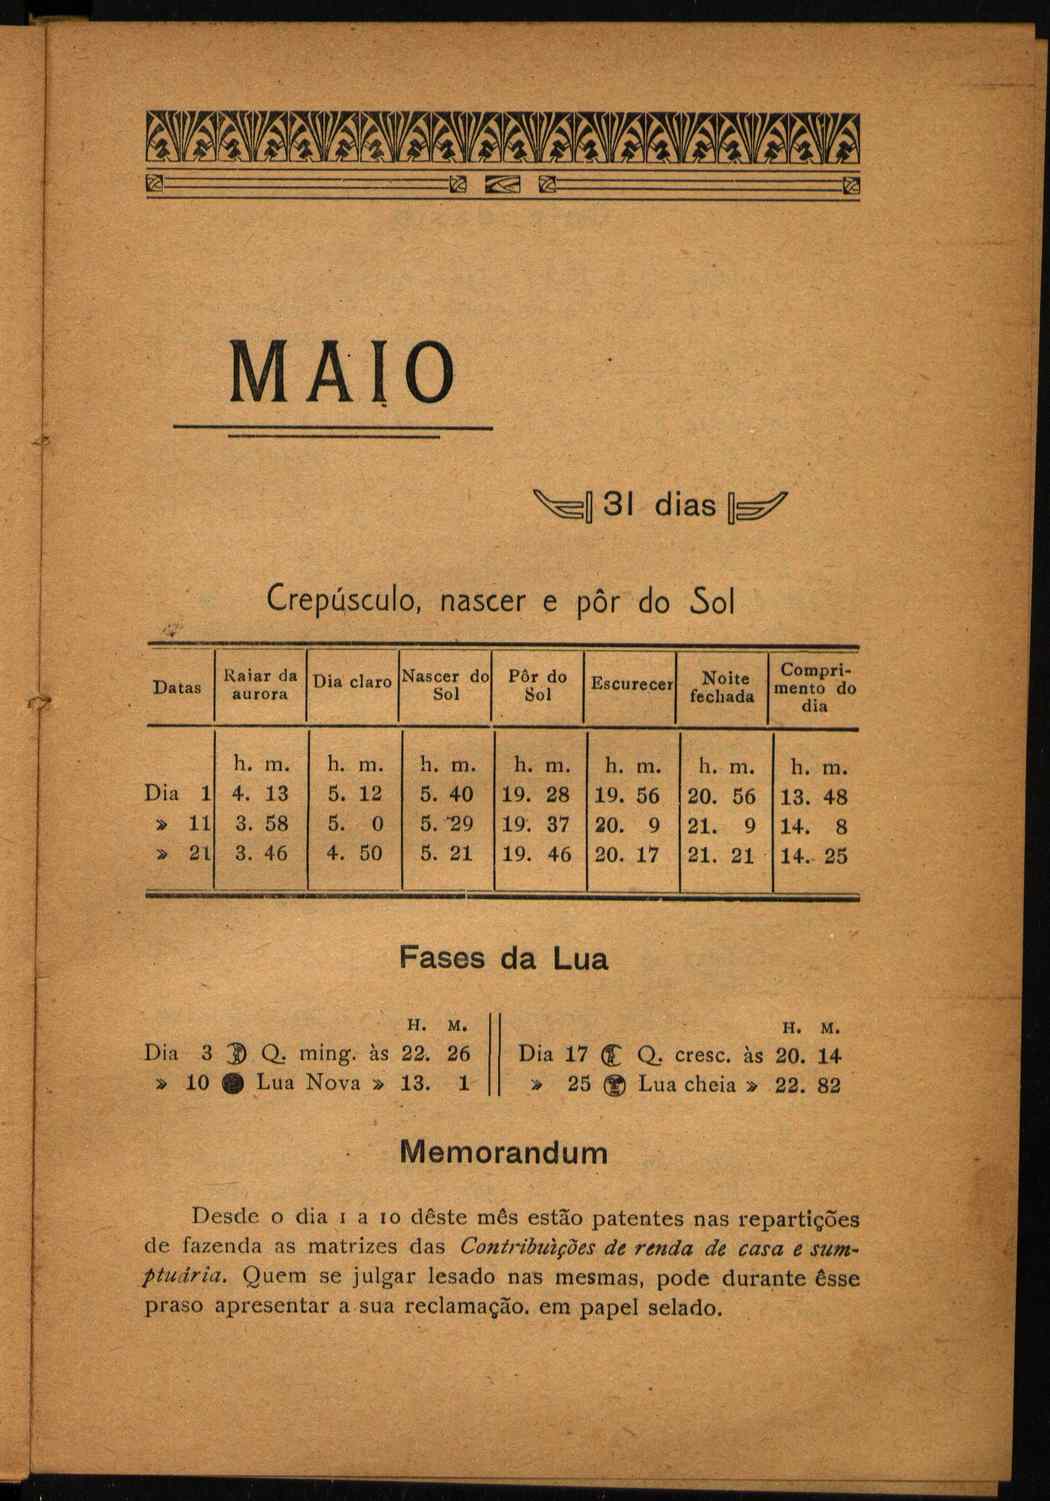 MAIO
31 dias
Crepúsculo, nascer e pôr do Sol
Datas | Raiar da aurora | Dia claro | Nascer do Sol | Pôr do Sol | Escurecer | Noite fechada | Comprimento do dia
h. m. | h. m. | h. m. | h. m. | h. m. | h. m. | h. m.
Dia 1 | 4. 13 | 5. 12 | 5. 40 | 19. 28 | 19. 56 | 20. 56 | 13. 48
» 11 | 3. 58 | 5. 0 | 5. 29 | 19. 37 | 20. 9 | 21. 9 | 14. 8
» 21 | 3. 46 | 4. 50 | 5. 21 | 19. 46 | 20. 17 | 21. 21 | 14. 25
Fases da Lua
H. M.
Dia 3 Q. ming. às 22. 26
» 10 Lua Nova » 13. 1
H. M.
Dia 17 Q. cresc. às 20. 14
» 25 Lua cheia » 22. 82
Memorandum
Desde o dia 1 a 10 dêste mês estão patentes nas repartições
de fazenda as matrizes das Contribuìções de renda de casa e sum-
ptuária. Quem se julgar lesado nas mesmas, pode durante êsse
praso apresentar a sua reclamação. em papel selado.